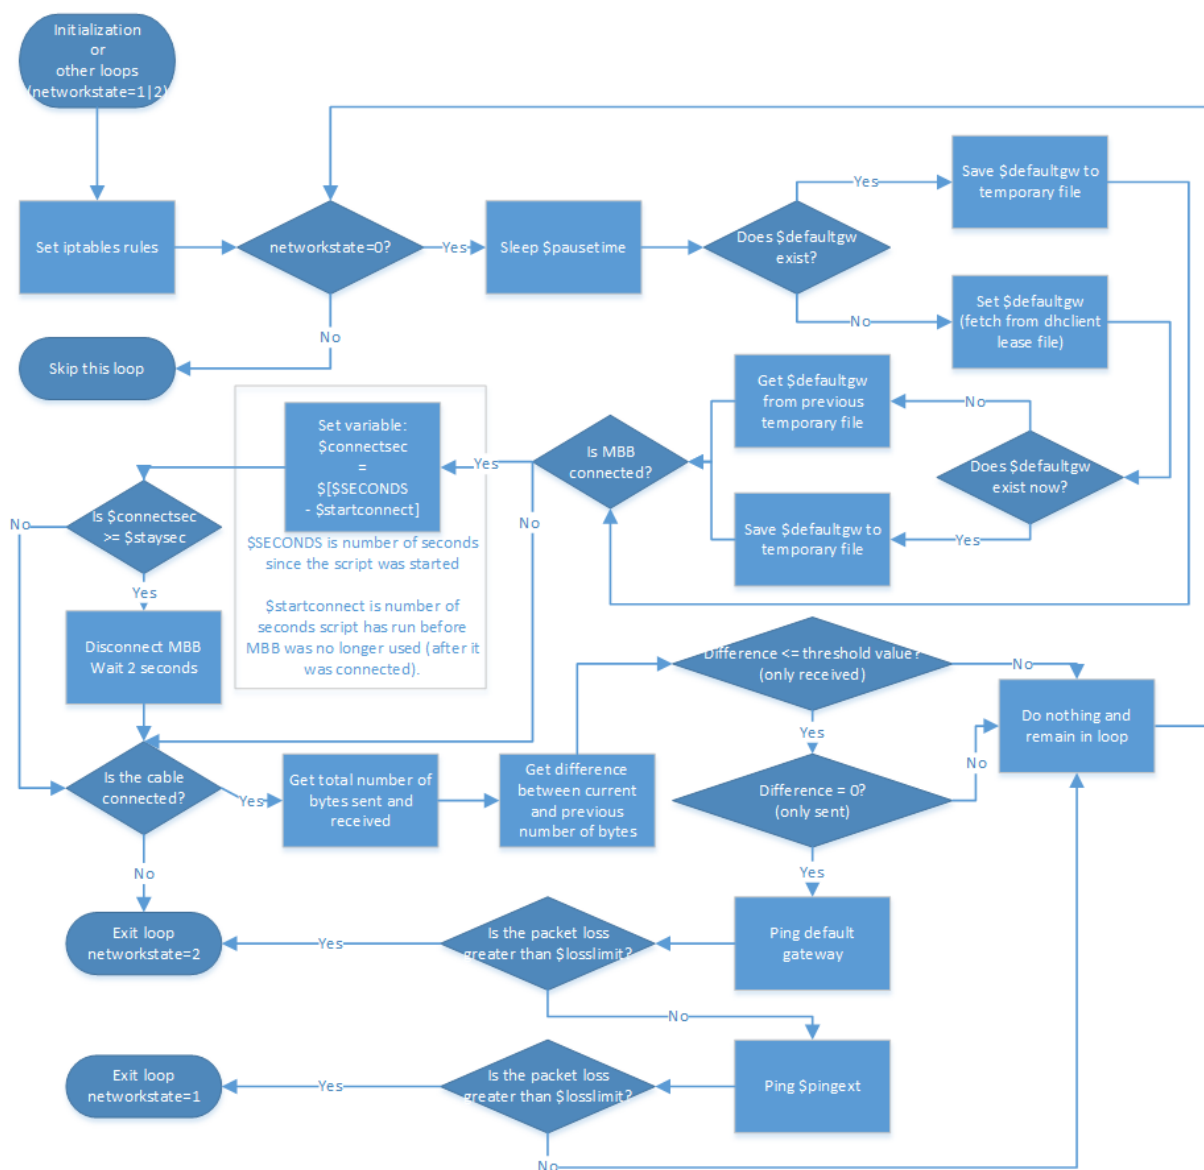 Initialization
or
other loops
(networkstate=1|2)
Set iptables rules
networkstate=0?
Yes
Sleep $pausetime
Does $defaultgw
exist?
Yes
Save $defaultgw to
temporary file
No
Set $defaultgw
(fetch from dhclient
lease file)
No
Skip this loop
Get $defaultgw
from previous
temporary file
No
Does $defaultgw
exist now?
Yes
Save $defaultgw to
temporary file
Is MBB
connected?
Yes
No
Set variable:
$connectsec
=
$[$SECONDS
- $startconnect]
$SECONDS is number of seconds
since the script was started
$startconnect is number of
seconds script has run before
MBB was no longer used (after it
was connected).
Is $connectsec
>= $staysec
No
Yes
Disconnect MBB
Wait 2 seconds
Is the cable
connected?
Yes
Get total number of
bytes sent and
received
Get difference
between current
and previous
number of bytes
Difference <= threshold value?
(only received)
No
Yes
Do nothing and
remain in loop
Difference = 0?
(only sent)
No
Yes
No
Exit loop
networkstate=2
Yes
Is the packet loss
greater than $losslimit?
Ping default
gateway
No
Exit loop
networkstate=1
Yes
Is the packet loss
greater than $losslimit?
Ping $pingext
No